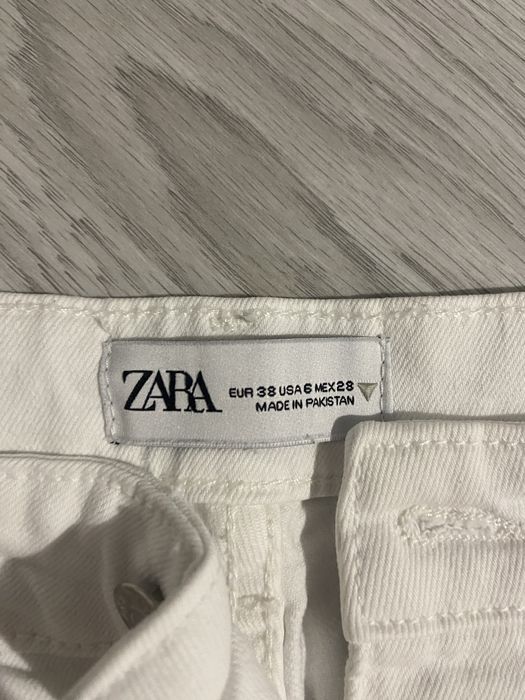 ZARA
EUR 38 USA 6 MEX 28
MADE IN PAKISTAN